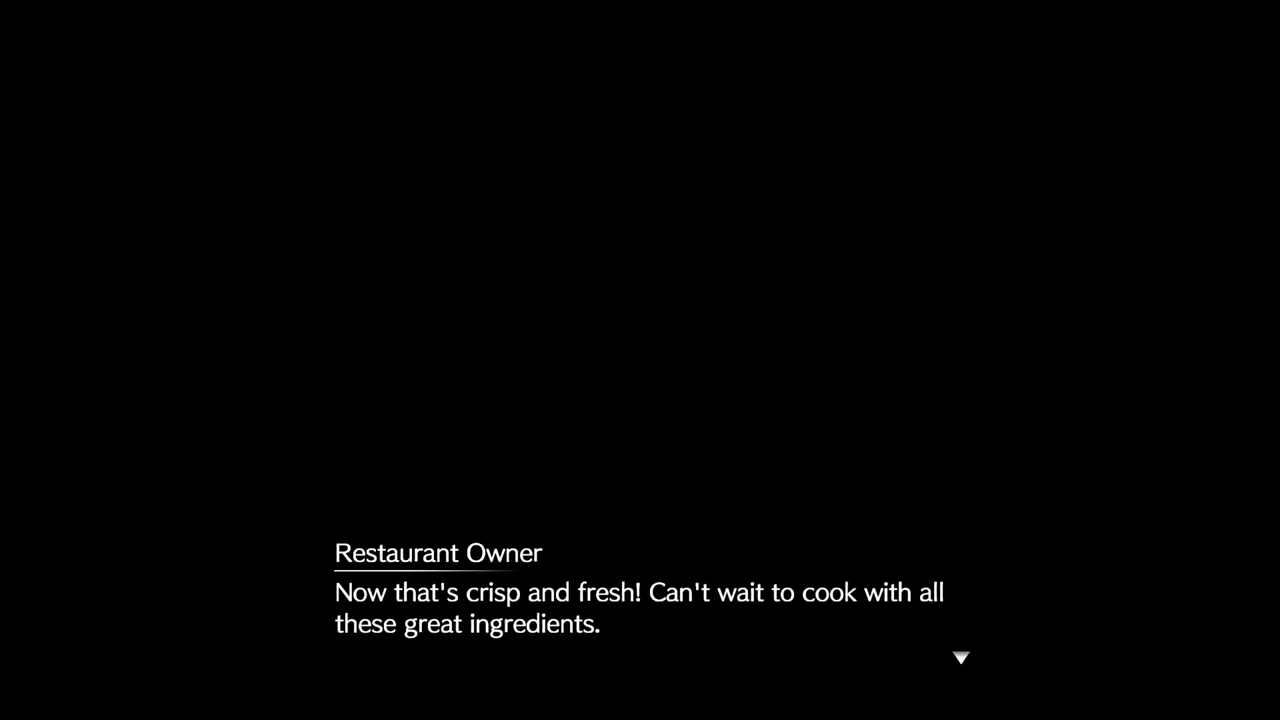 Restaurant Owner
Now that's crisp and fresh! Can't wait to cook with all
these great ingredients.